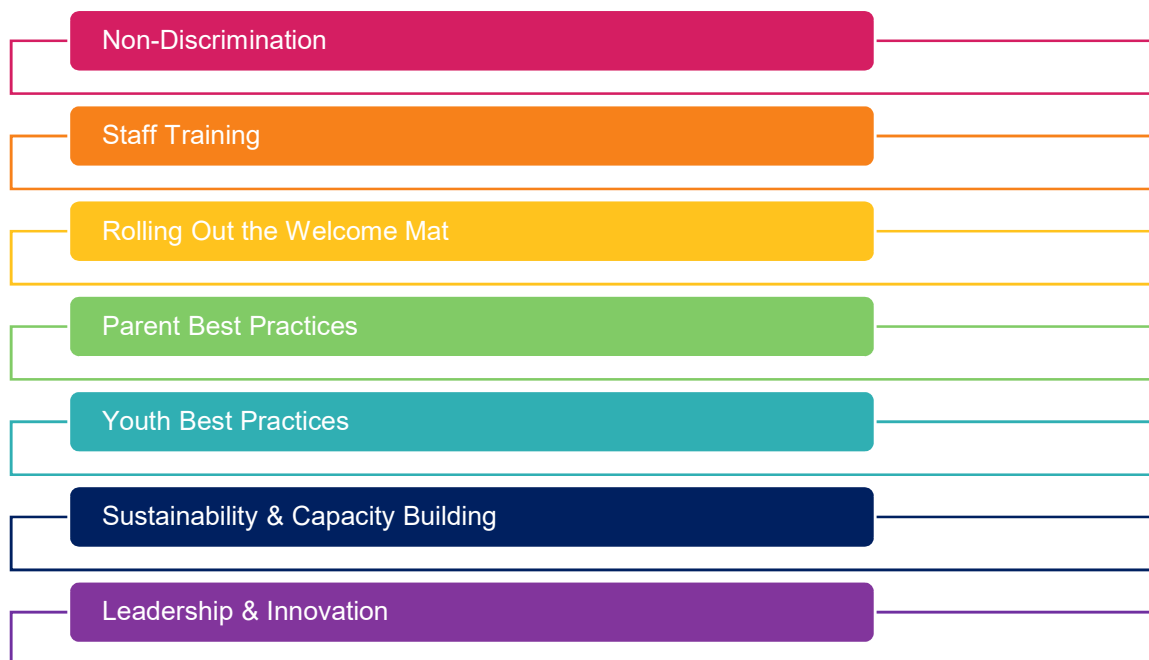 Non-Discrimination
Staff Training
Rolling Out the Welcome Mat
Parent Best Practices
Youth Best Practices
Sustainability & Capacity Building
Leadership & Innovation